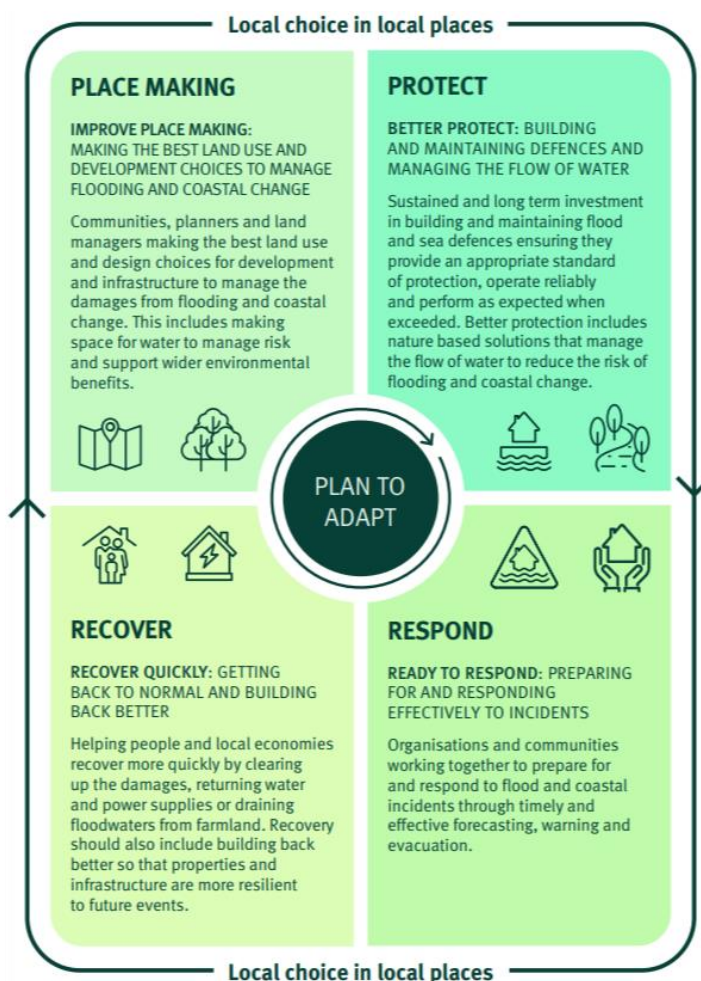 Local choice in local places
PLACE MAKING
IMPROVE PLACE MAKING:
MAKING THE BEST LAND USE AND
DEVELOPMENT CHOICES TO MANAGE
FLOODING AND COASTAL CHANGE
Communities, planners and land
managers making the best land use
and design choices for development
and infrastructure to manage the
damages from flooding and coastal
change. This includes making
space for water to manage risk
and support wider environmental
benefits.
PROTECT
BETTER PROTECT: BUILDING
AND MAINTAINING DEFENCES AND
MANAGING THE FLOW OF WATER
Sustained and long term investment
in building and maintaining flood
and sea defences ensuring they
provide an appropriate standard
of protection, operate reliably
and perform as expected when
exceeded. Better protection includes
nature based solutions that manage
the flow of water to reduce the risk of
flooding and coastal change.
PLAN TO
ADAPT
RECOVER
RECOVER QUICKLY: GETTING
BACK TO NORMAL AND BUILDING
BACK BETTER
Helping people and local economies
recover more quickly by clearing
up the damages, returning water
and power supplies or draining
floodwaters from farmland. Recovery
should also include building back
better so that properties and
infrastructure are more resilient
to future events.
RESPOND
READY TO RESPOND: PREPARING
FOR AND RESPONDING
EFFECTIVELY TO INCIDENTS
Organisations and communities
working together to prepare for
and respond to flood and coastal
incidents through timely and
effective forecasting, warning and
evacuation.
Local choice in local places